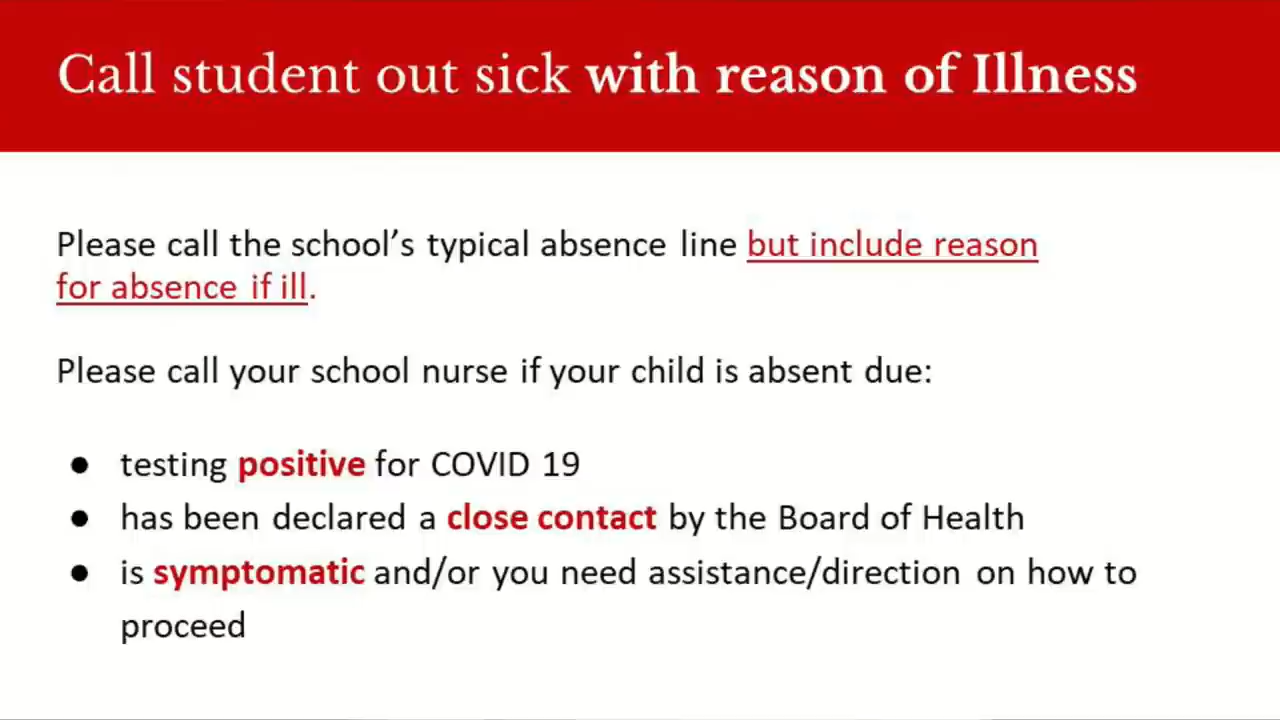 Call student out sick with reason of Illness
Please call the school’s typical absence line but include reason
for absence if ill.
Please call your school nurse if your child is absent due:
● testing positive for COVID 19
● has been declared a close contact by the Board of Health
● is symptomatic and/or you need assistance/direction on how to
proceed